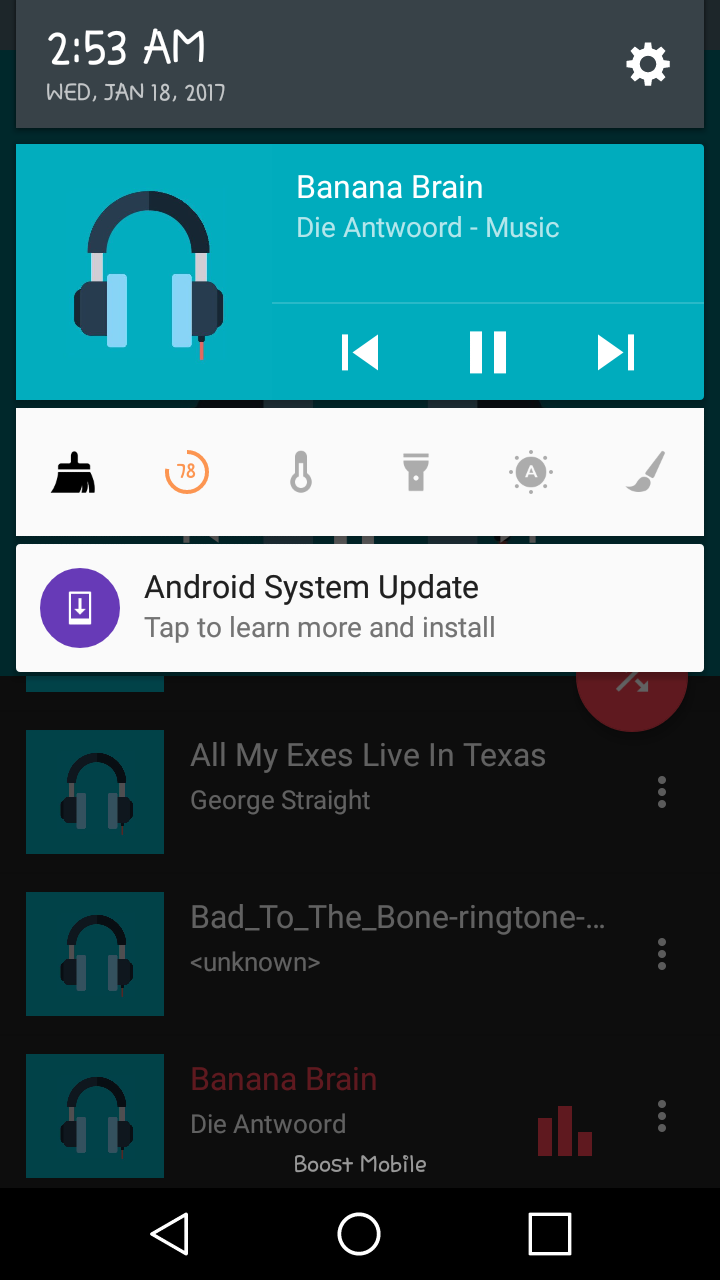 2:53 AM
WED, JAN 18, 2017
Banana Brain
Die Antwoord - Music
78
A
Android System Update
Tap to learn more and install
All My Exes Live In Texas
George Straight
Bad_To_The_Bone-ringtone-...
<unknown>
Banana Brain
Die Antwoord
Boost Mobile